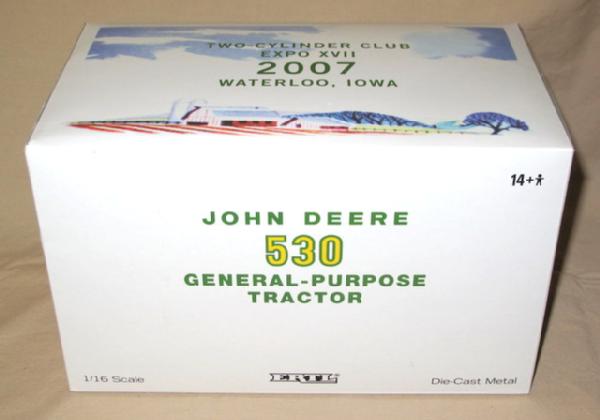 TWO-CYLINDER CLUB
EXPO XVII
2007
WATERLOO, IOWA
14+
JOHN DEERE
530
GENERAL-PURPOSE
TRACTOR
1/16 Scale
ERTL®
Die-Cast Metal